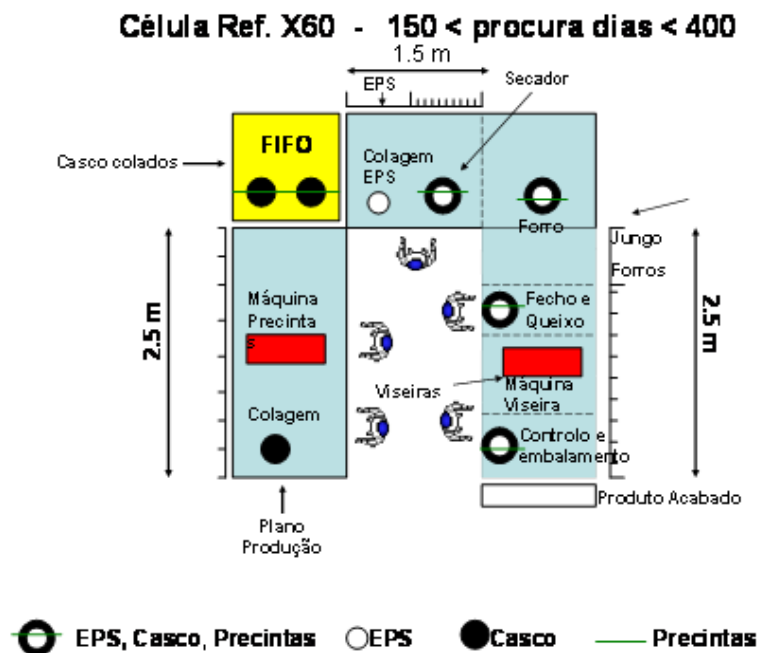 Célula Ref. X60 - 150 < procura dias < 400
1.5 m
EPS
Secador
Casco colados
FIFO
Colagem
EPS
Forro
Jungo
Forros
2.5 m
Máquina
Precinta
s
Fecho e
Queixo
2.5 m
Viseiras
Máquina
Viseira
Colagem
Controlo e
embalamento
Produto Acabado
Plano
Produção
EPS, Casco, Precintas
EPS
Casco
Precintas